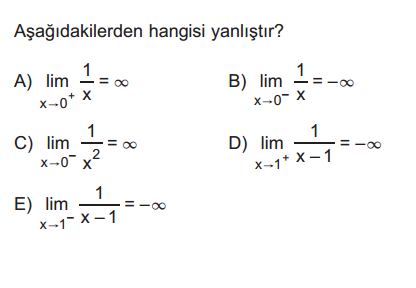 Aşağıdakilerden hangisi yanlıştır?
A) lim x→0⁺ 1/x = ∞ B) lim x→0⁻ 1/x = −∞
C) lim x→0⁻ 1/x² = ∞ D) lim x→1⁺ 1/(x − 1) = −∞
E) lim x→1⁻ 1/(x − 1) = −∞